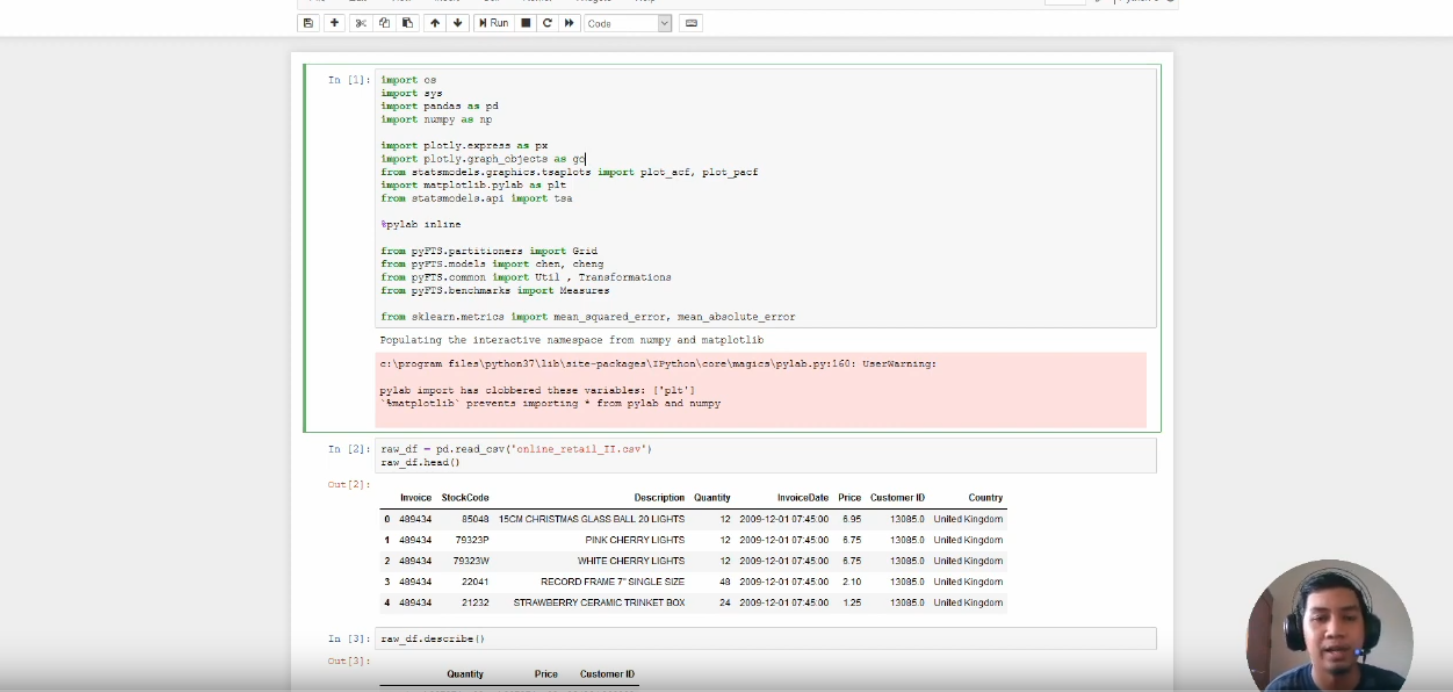 Run
Code
In [1]:
import os
import sys
import pandas as pd
import numpy as np
import plotly.express as px
import plotly.graph_objects as go
from statsmodels.graphics.tsaplots import plot_acf, plot_pacf
import matplotlib.pylab as plt
from statsmodels.api import tsa
%pylab inline
from pyFTS.partitioners import Grid
from pyFTS.models import chen, cheng
from pyFTS.common import Util , Transformations
from pyFTS.benchmarks import Measures
from sklearn.metrics import mean_squared_error, mean_absolute_error
Populating the interactive namespace from numpy and matplotlib
c:\program files\python37\lib\site-packages\IPython\core\magics\pylab.py:160: UserWarning:
pylab import has clobbered these variables: ['plt']
`%matplotlib` prevents importing * from pylab and numpy
In [2]: raw_df = pd.read_csv('online_retail_II.csv')
raw_df.head()
Out[2]:
Invoice StockCode Description Quantity InvoiceDate Price Customer ID Country
0 489434 85048 15CM CHRISTMAS GLASS BALL 20 LIGHTS 12 2009-12-01 07:45:00 6.95 13085.0 United Kingdom
1 489434 79323P PINK CHERRY LIGHTS 12 2009-12-01 07:45:00 6.75 13085.0 United Kingdom
2 489434 79323W WHITE CHERRY LIGHTS 12 2009-12-01 07:45:00 6.75 13085.0 United Kingdom
3 489434 22041 RECORD FRAME 7" SINGLE SIZE 48 2009-12-01 07:45:00 2.10 13085.0 United Kingdom
4 489434 21232 STRAWBERRY CERAMIC TRINKET BOX 24 2009-12-01 07:45:00 1.25 13085.0 United Kingdom
In [3]: raw_df.describe()
Out[3]:
Quantity Price Customer ID